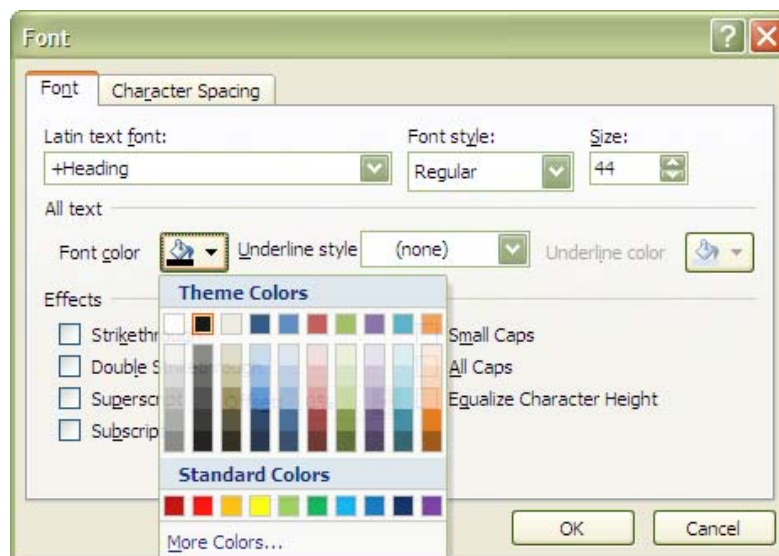 Font
Font Character Spacing
Latin text font: Font style: Size:
+Heading Regular 44
All text
Font color Underline style (none) Underline color
Theme Colors
Effects
Small Caps
Double All Caps
Equalize Character Height
Standard Colors
More Colors...
OK Cancel